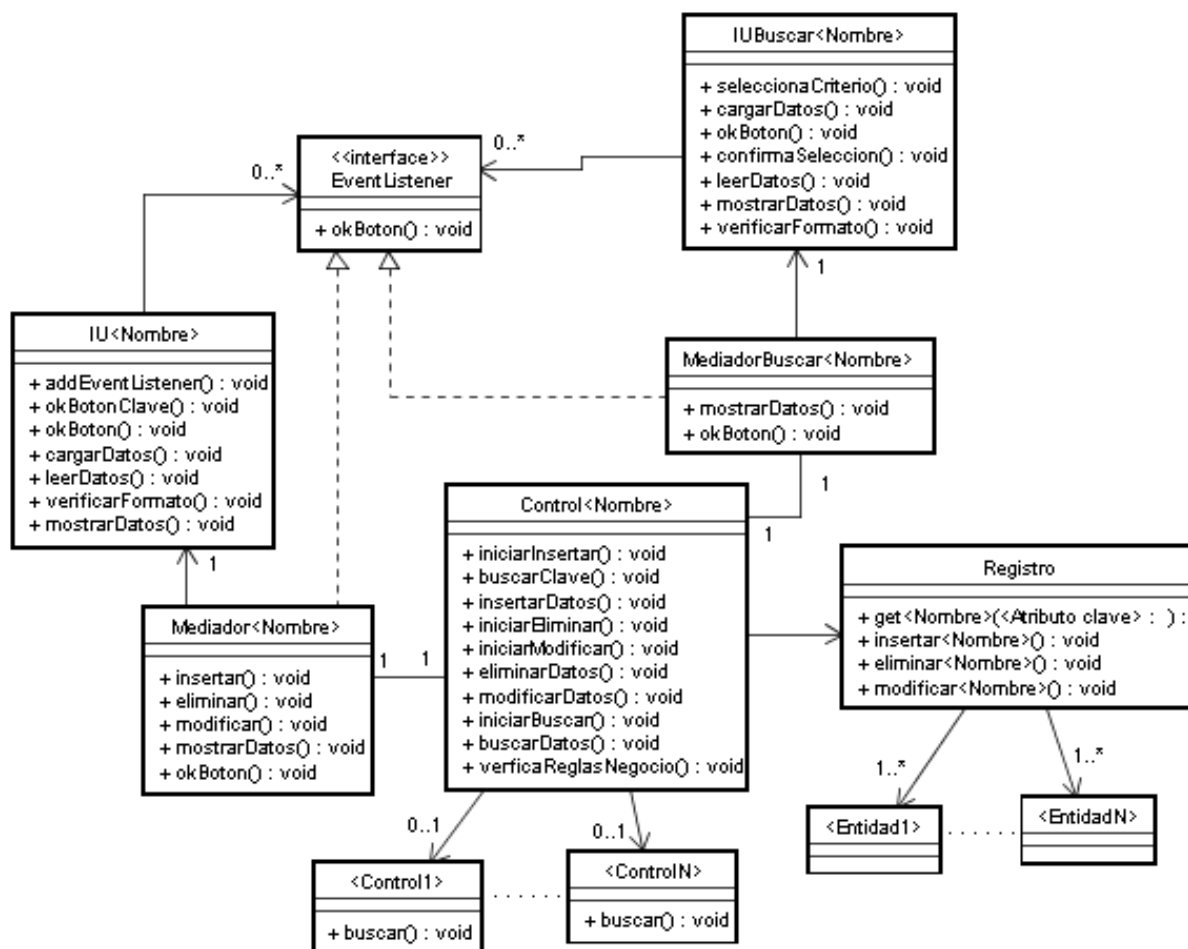 IUBuscar<Nombre>
+ seleccionaCriterio() : void
+ cargarDatos() : void
+ okBoton() : void
+ confirmaSeleccion() : void
+ leerDatos() : void
+ mostrarDatos() : void
+ verificarFormato() : void
0..*
0..*
<<interface>>
EventListener
+ okBoton() : void
1
IU<Nombre>
+ addEventListener() : void
+ okBotonClave() : void
+ okBoton() : void
+ cargarDatos() : void
+ leerDatos() : void
+ verificarFormato() : void
+ mostrarDatos() : void
1
MediadorBuscar<Nombre>
+ mostrarDatos() : void
+ okBoton() : void
1
1
Control<Nombre>
+ iniciarInsertar() : void
+ buscarClave() : void
+ insertarDatos() : void
+ iniciarEliminar() : void
+ iniciarModificar() : void
+ eliminarDatos() : void
+ modificarDatos() : void
+ iniciarBuscar() : void
+ buscarDatos() : void
+ verficaReglasNegocio() : void
Registro
+ get<Nombre>(<Atributo clave> : ) :
+ insertar<Nombre>() : void
+ eliminar<Nombre>() : void
+ modificar<Nombre>() : void
Mediador<Nombre>
+ insertar() : void
+ eliminar() : void
+ modificar() : void
+ mostrarDatos() : void
+ okBoton() : void
1
1
1..*
1..*
<Entidad1>
<EntidadN>
0..1
0..1
<Control1>
+ buscar() : void
<ControlN>
+ buscar() : void